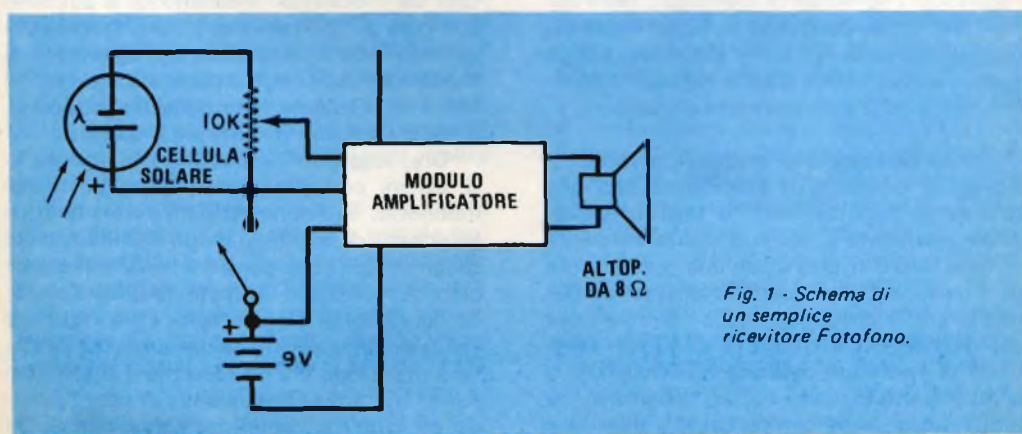 λ
10K
+
CELLULA
SOLARE
MODULO
AMPLIFICATORE
ALTOP.
DA 8 Ω
+
9V
Fig. 1 - Schema di
un semplice
ricevitore Fotofono.